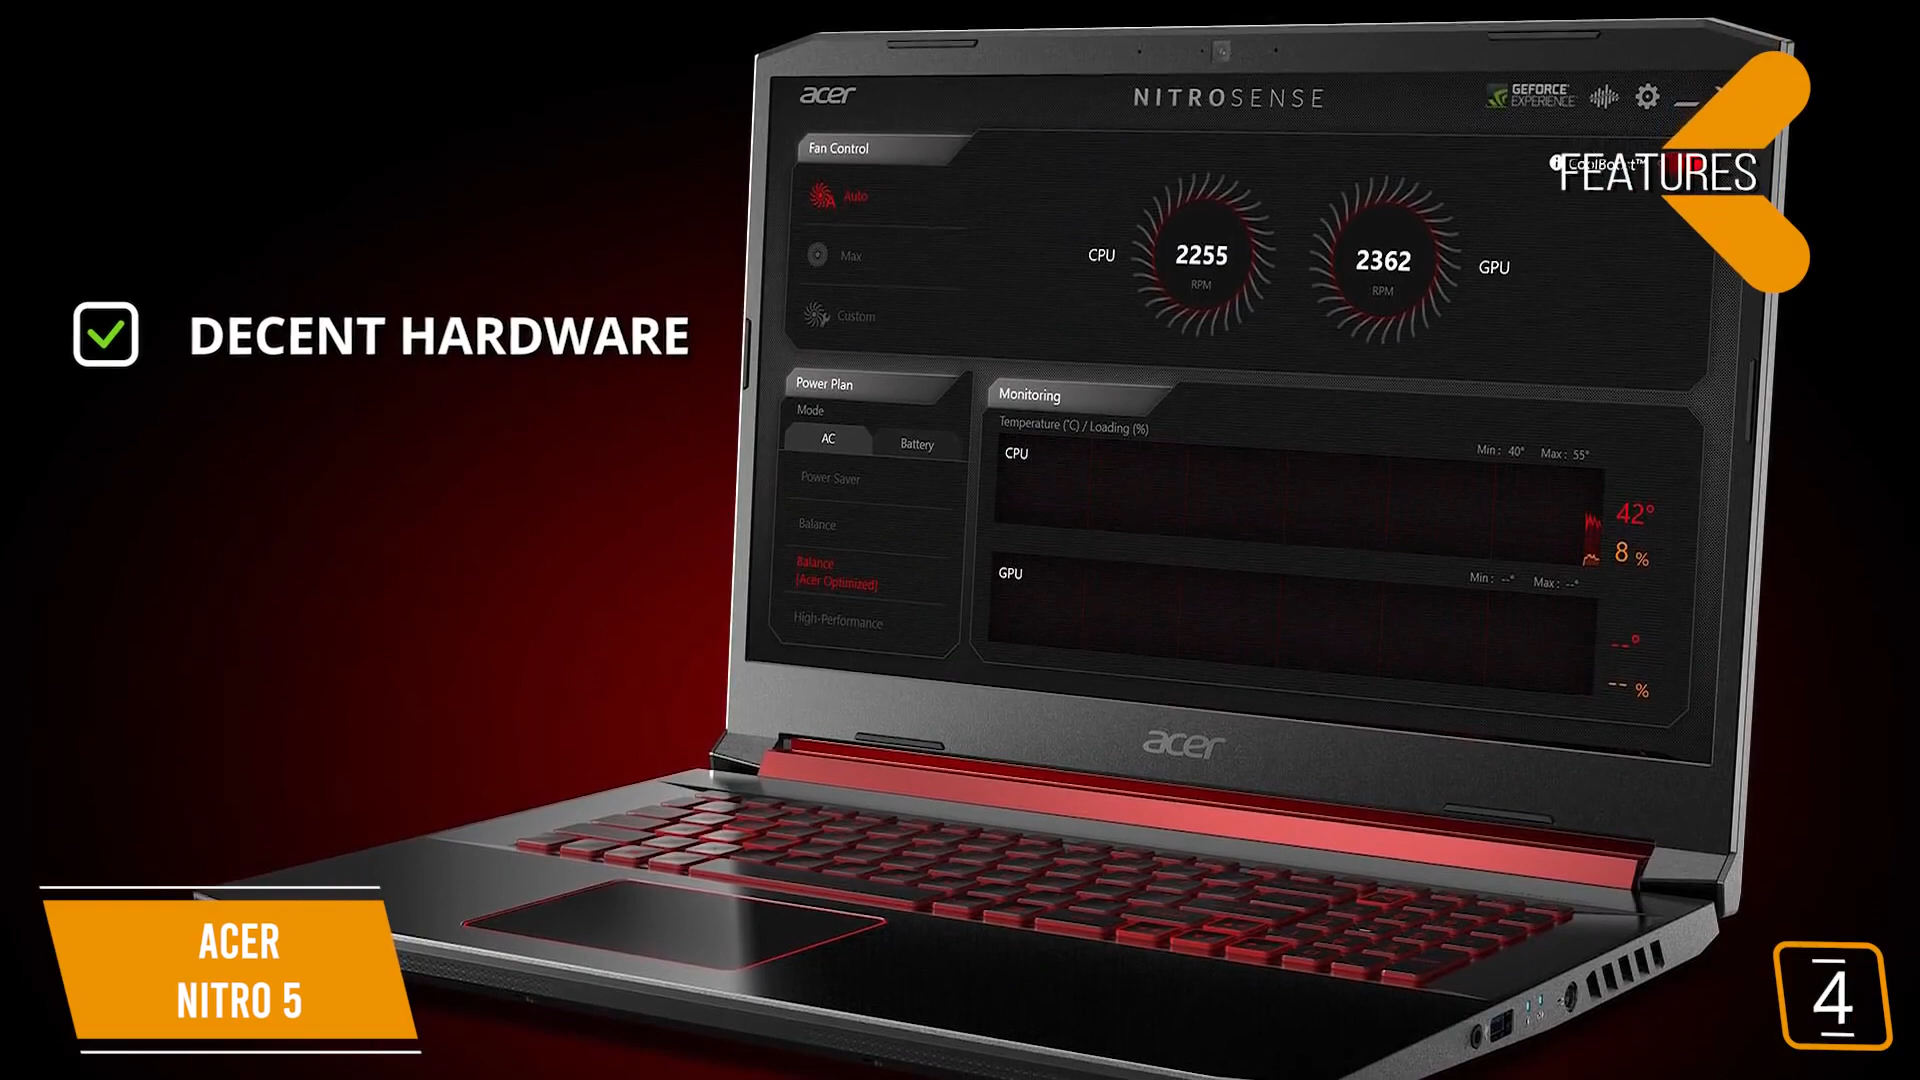 acer
NITROSENSE
GEFORCE
EXPERIENCE
Fan Control
FEATURES
Auto
Max
Custom
CPU
2255
RPM
2362
RPM
GPU
DECENT HARDWARE
Power Plan
Mode
AC
Battery
Power Saver
Balance
Balance
[Acer Optimized]
High-Performance
Monitoring
Temperature (°C) / Loading (%)
CPU
Min : 40° Max : 55°
42°
8 %
GPU
Min : --° Max : --°
--°
-- %
acer
ACER
NITRO 5
4